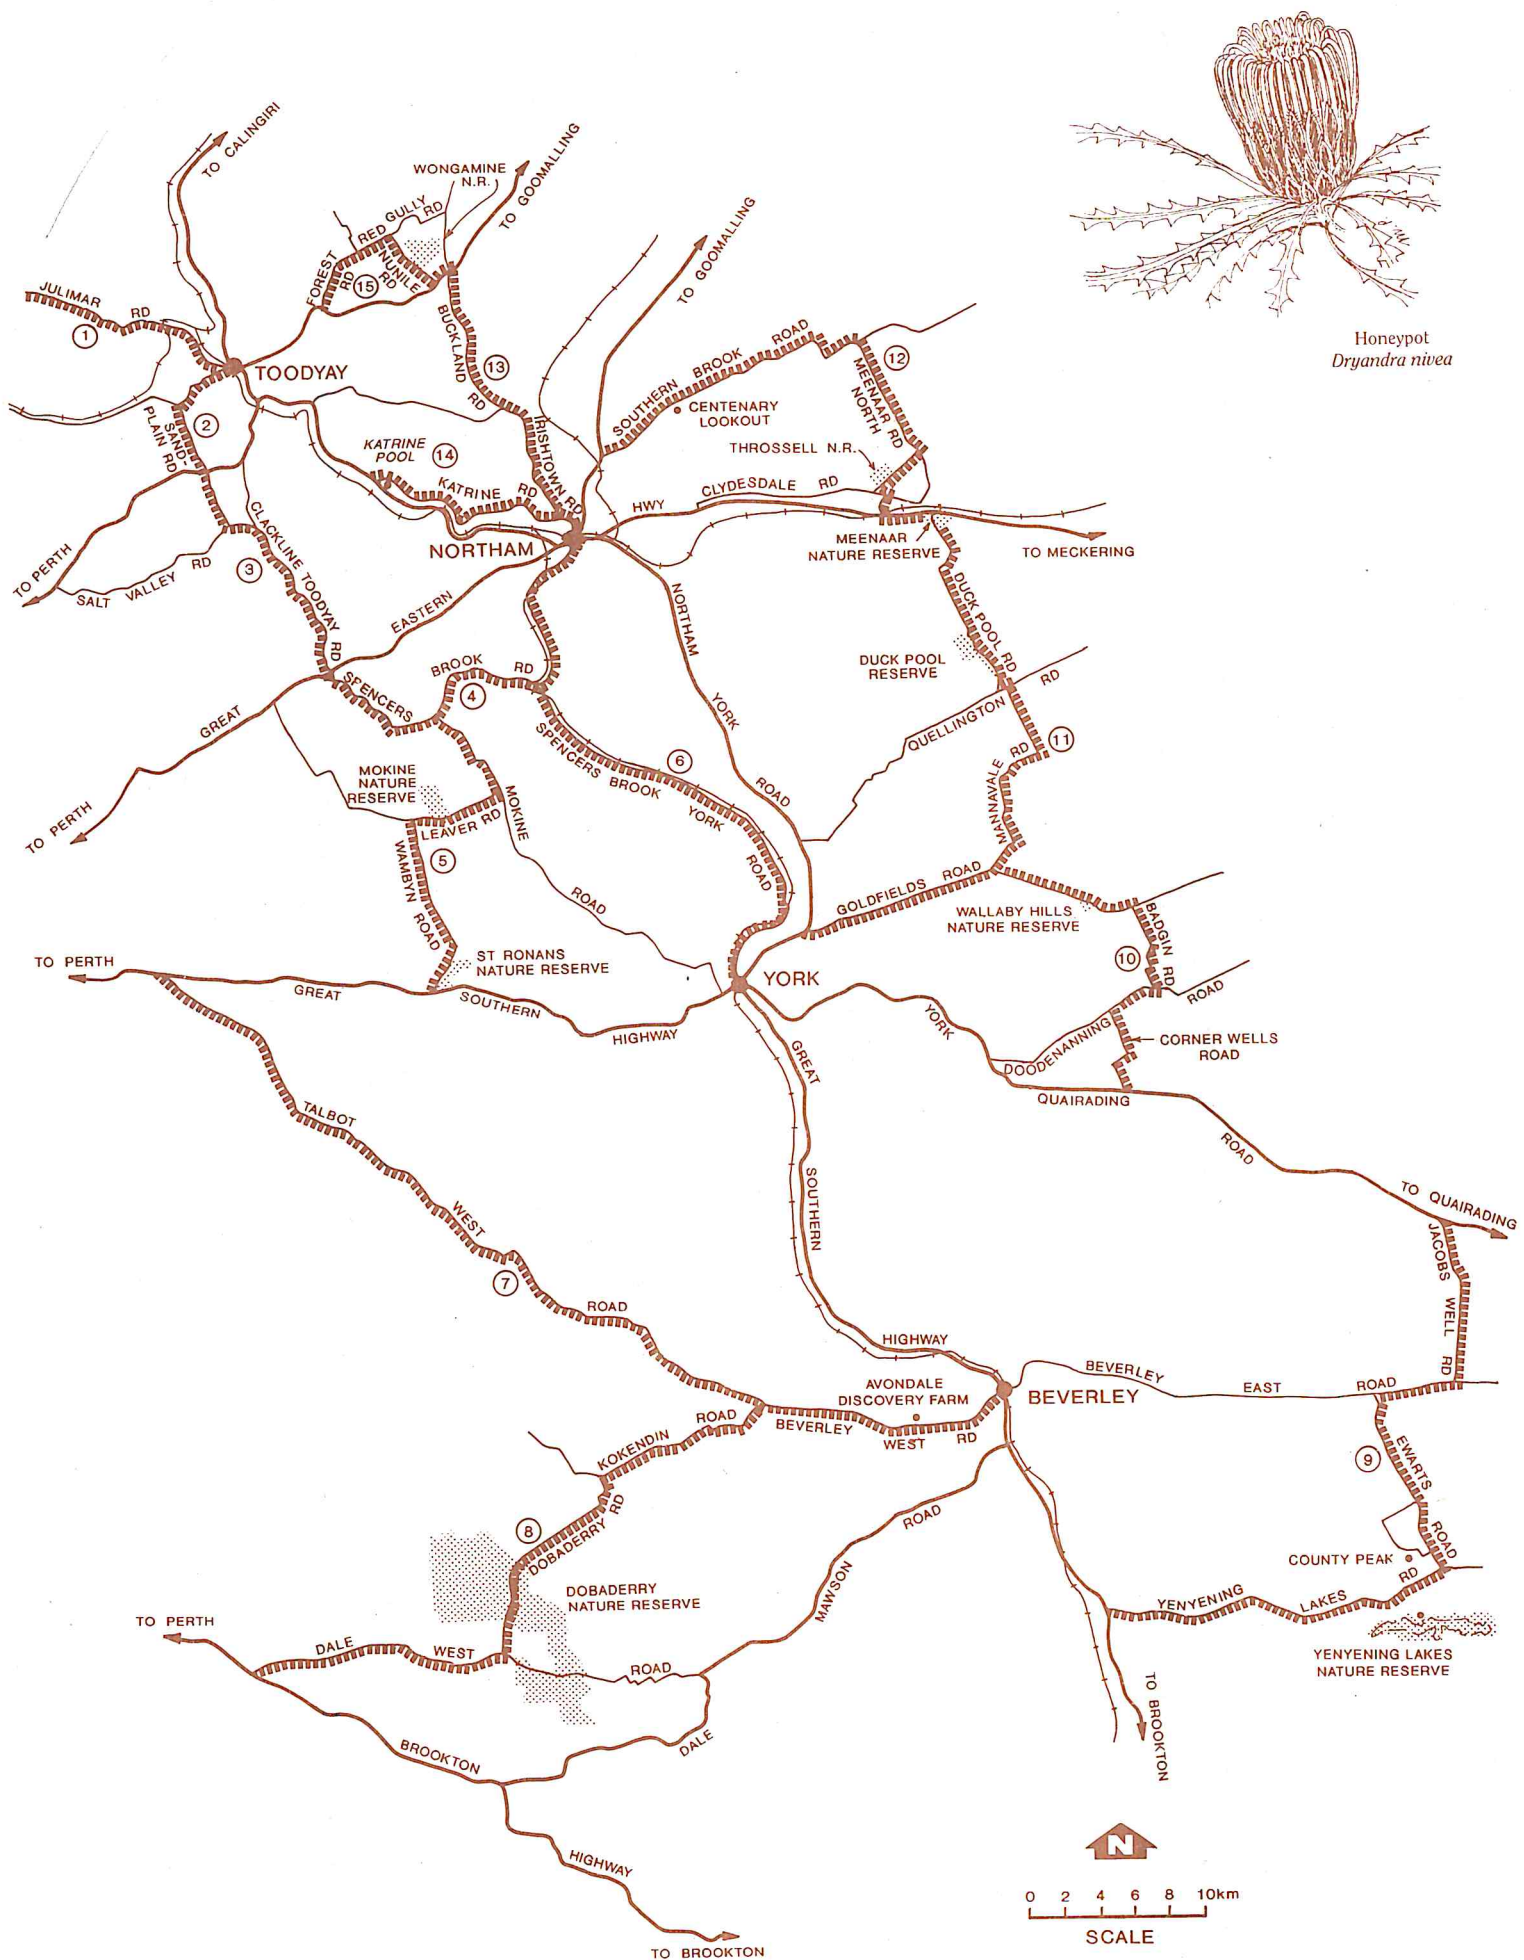 TO CALINGIRI
WONGAMINE
N.R.
TO GOOMALLING
RED GULLY RD
FOREST RD
NUNILE RD
15
TO GOOMALLING
Honeypot
Dryandra nivea
JULIMAR RD
1
TOODYAY
BUCKLAND RD
13
SOUTHERN BROOK ROAD
12
MEENAAR NORTH RD
CENTENARY
LOOKOUT
2
SAND-
PLAIN RD
KATRINE
POOL
14
IRISHTOWN RD
THROSSELL N.R.
KATRINE RD
CLYDESDALE RD
HWY
NORTHAM
MEENAAR
NATURE RESERVE
TO MECKERING
TO PERTH
SALT VALLEY RD
3
CLACKLINE TOODYAY RD
EASTERN
NORTHAM YORK ROAD
DUCK POOL RD
DUCK POOL
RESERVE
SPENCERS BROOK RD
4
GREAT
QUELLINGTON RD
11
SPENCERS BROOK YORK ROAD
6
MOKINE
NATURE
RESERVE
LEAVER RD
MOKINE ROAD
TO PERTH
WAMBYN ROAD
5
MANNAVALE RD
GOLDFIELDS ROAD
WALLABY HILLS
NATURE RESERVE
BADGIN RD
10
TO PERTH
ST RONANS
NATURE RESERVE
YORK
GREAT SOUTHERN HIGHWAY
YORK QUAIRADING ROAD
DOODENANNING ROAD
CORNER WELLS
ROAD
GREAT SOUTHERN HIGHWAY
TALBOT WEST ROAD
7
TO QUAIRADING
JACOBS WELL RD
BEVERLEY EAST ROAD
AVONDALE
DISCOVERY FARM
BEVERLEY
BEVERLEY WEST RD
KOKENDIN ROAD
9
EWARTS ROAD
8
DOBADERRY RD
MAWSON ROAD
COUNTY PEAK
DOBADERRY
NATURE RESERVE
YENYENING LAKES RD
TO PERTH
DALE WEST ROAD
YENYENING LAKES
NATURE RESERVE
TO BROOKTON
DALE
BROOKTON HIGHWAY
N
0 2 4 6 8 10km
SCALE
TO BROOKTON